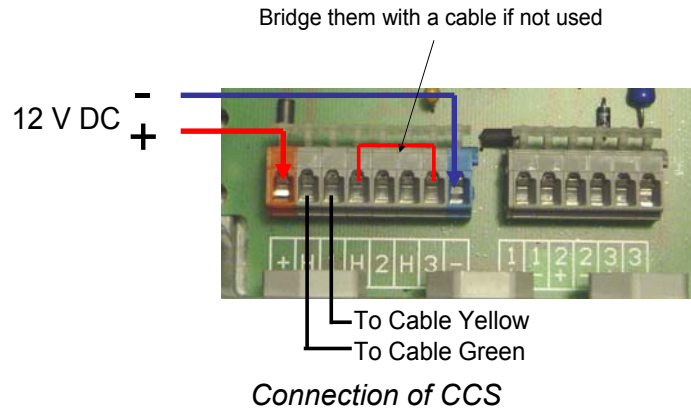 Bridge them with a cable if not used
-
12 V DC +
+ H H 2 H 3 -
1 1 2 2 3 3
+ - + -
To Cable Yellow
To Cable Green
Connection of CCS